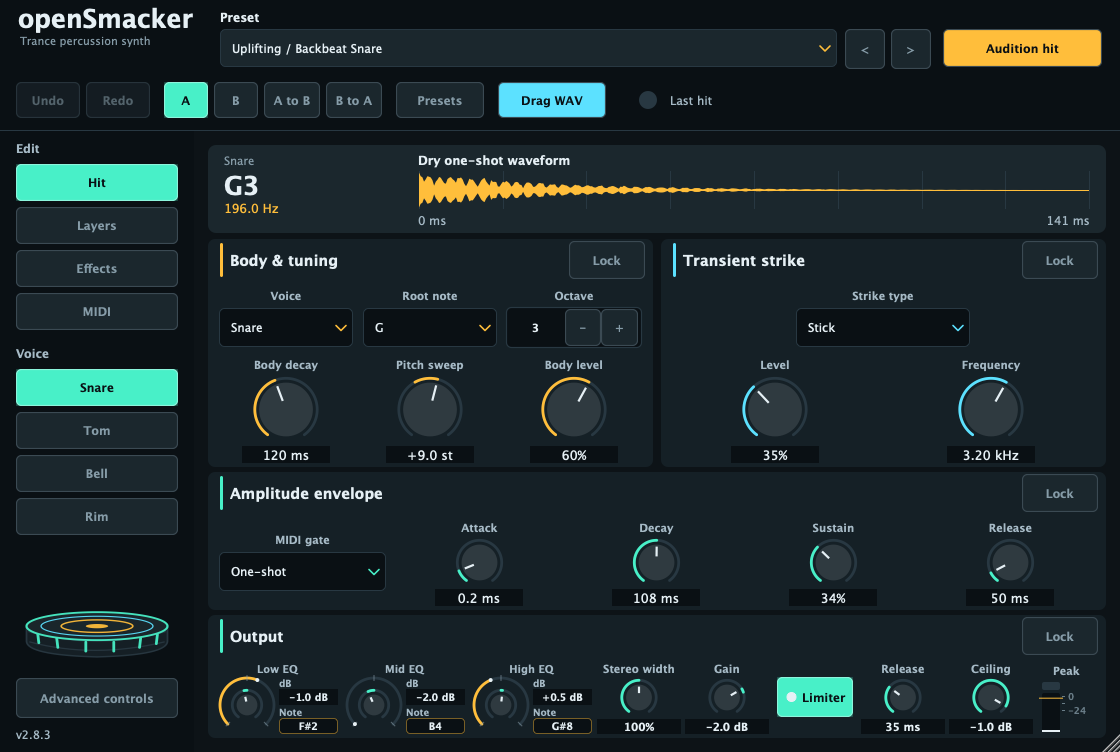 openSmacker
Trance percussion synth
Preset
Uplifting / Backbeat Snare
<
>
Audition hit
Undo
Redo
A
B
A to B
B to A
Presets
Drag WAV
Last hit
Edit
Hit
Layers
Effects
MIDI
Voice
Snare
Tom
Bell
Rim
Advanced controls
v2.8.3
Snare
G3
196.0 Hz
Dry one-shot waveform
0 ms
141 ms
Body & tuning
Lock
Voice
Root note
Octave
Snare
G
3
-
+
Body decay
Pitch sweep
Body level
120 ms
+9.0 st
60%
Transient strike
Lock
Strike type
Stick
Level
Frequency
35%
3.20 kHz
Amplitude envelope
Lock
MIDI gate
One-shot
Attack
Decay
Sustain
Release
0.2 ms
108 ms
34%
50 ms
Output
Lock
Low EQ
dB
-1.0 dB
Note
F#2
Mid EQ
dB
-2.0 dB
Note
B4
High EQ
dB
+0.5 dB
Note
G#8
Stereo width
100%
Gain
-2.0 dB
Limiter
Release
35 ms
Ceiling
-1.0 dB
Peak
0
-24